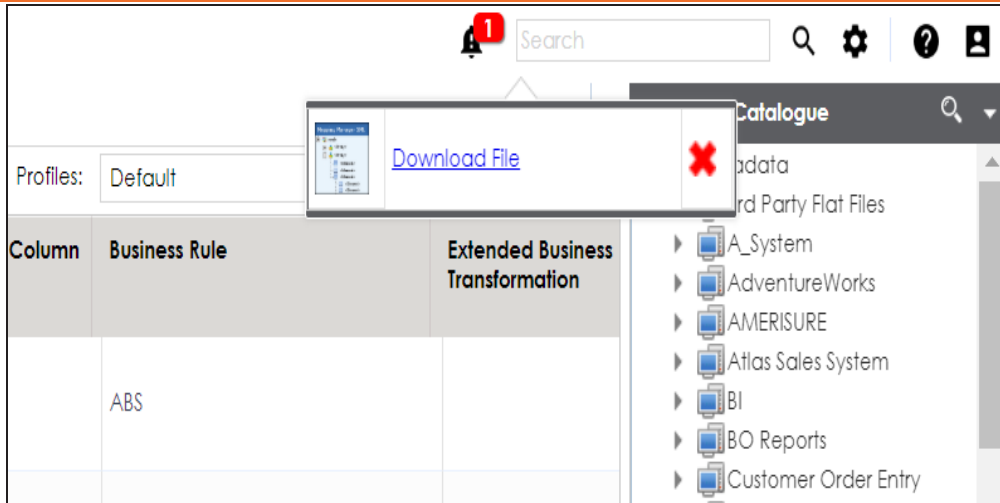 1
Search
Catalogue
Download File
adata
Profiles:
Default
rd Party Flat Files
Column
Business Rule
Extended Business
Transformation
A_System
AdventureWorks
AMERISURE
Atlas Sales System
ABS
BI
BO Reports
Customer Order Entry